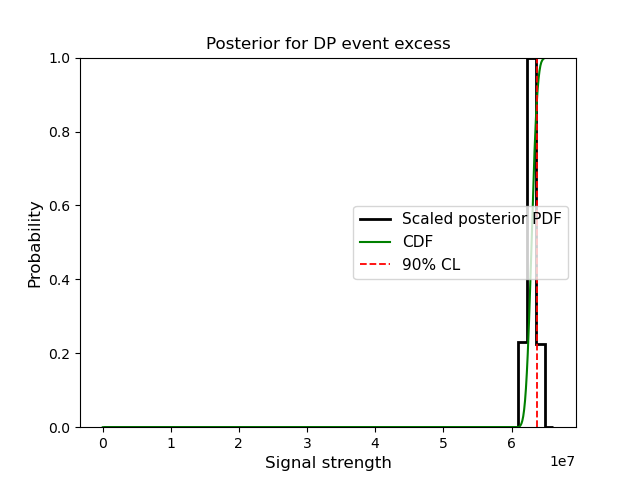 Posterior for DP event excess
1.0
0.8
0.6
0.4
0.2
0.0
Probability
Scaled posterior PDF
CDF
90% CL
0 1 2 3 4 5 6
1e7
Signal strength